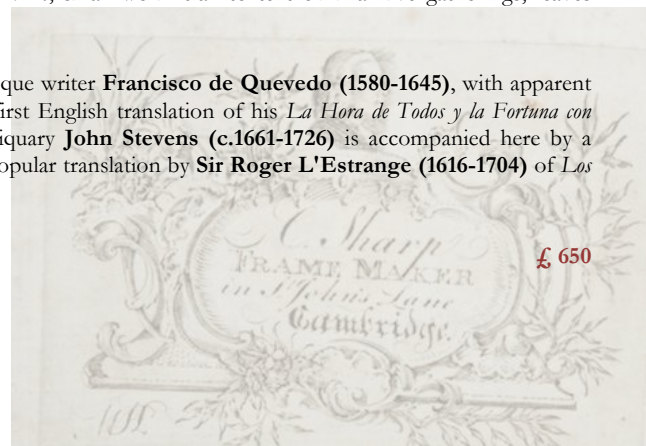 que writer Francisco de Quevedo (1580-1645), with apparent
irst English translation of his La Hora de Todos y la Fortuna con
iquary John Stevens (c.1661-1726) is accompanied here by a
opular translation by Sir Roger L'Estrange (1616-1704) of Los
£ 650
C Sharp
FRAME MAKER
in St John's Lane
Cambridge.